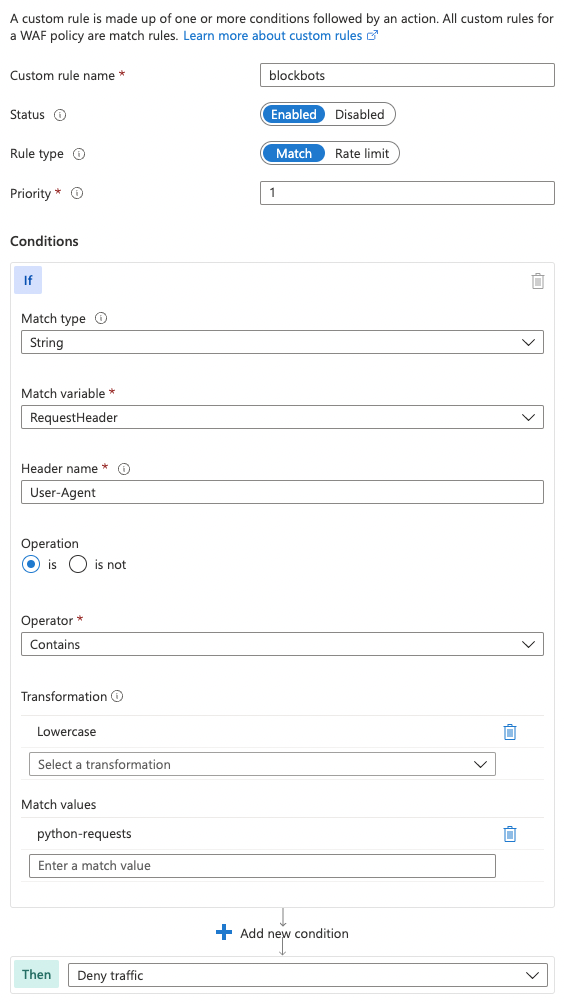 A custom rule is made up of one or more conditions followed by an action. All custom rules for
a WAF policy are match rules. Learn more about custom rules
Custom rule name *
blockbots
Status
Enabled Disabled
Rule type
Match Rate limit
Priority *
1
Conditions
If
Match type
String
Match variable *
RequestHeader
Header name *
User-Agent
Operation
is is not
Operator *
Contains
Transformation
Lowercase
Select a transformation
Match values
python-requests
Enter a match value
Add new condition
Then Deny traffic